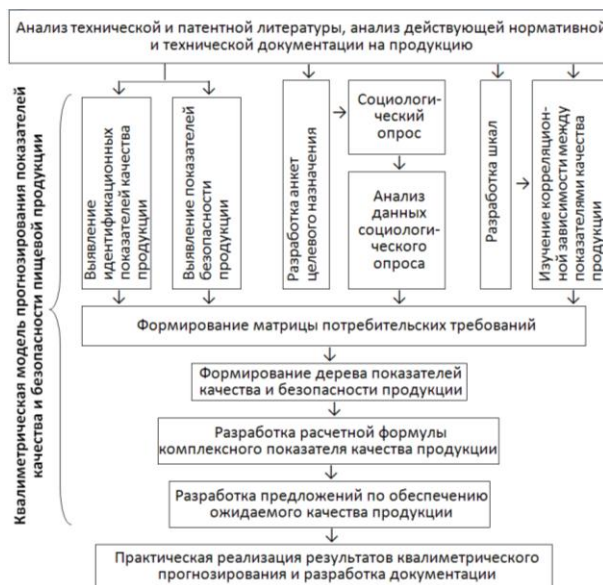 Анализ технической и патентной литературы, анализ действующей нормативной
и технической документации на продукцию
Квалиметрическая модель прогнозирования показателей
качества и безопасности пищевой продукции
Выявление
идентификационных
показателей качества
продукции
Выявление показателей
безопасности
продукции
Разработка анкет
целевого назначения
Социологи-
ческий
опрос
Анализ
данных
социологического
опроса
Разработка шкал
Изучение корреляцион-
ной зависимости между
показателями качества
продукции
Формирование матрицы потребительских требований
Формирование дерева показателей
качества и безопасности продукции
Разработка расчетной формулы
комплексного показателя качества продукции
Разработка предложений по обеспечению
ожидаемого качества продукции
Практическая реализация результатов квалиметрического
прогнозирования и разработка документации